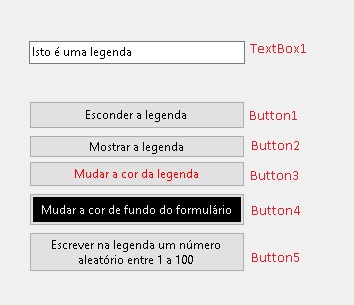 Isto é uma legenda TextBox1
Esconder a legenda Button1
Mostrar a legenda Button2
Mudar a cor da legenda Button3
Mudar a cor de fundo do formulário Button4
Escrever na legenda um número
aleatório entre 1 a 100 Button5